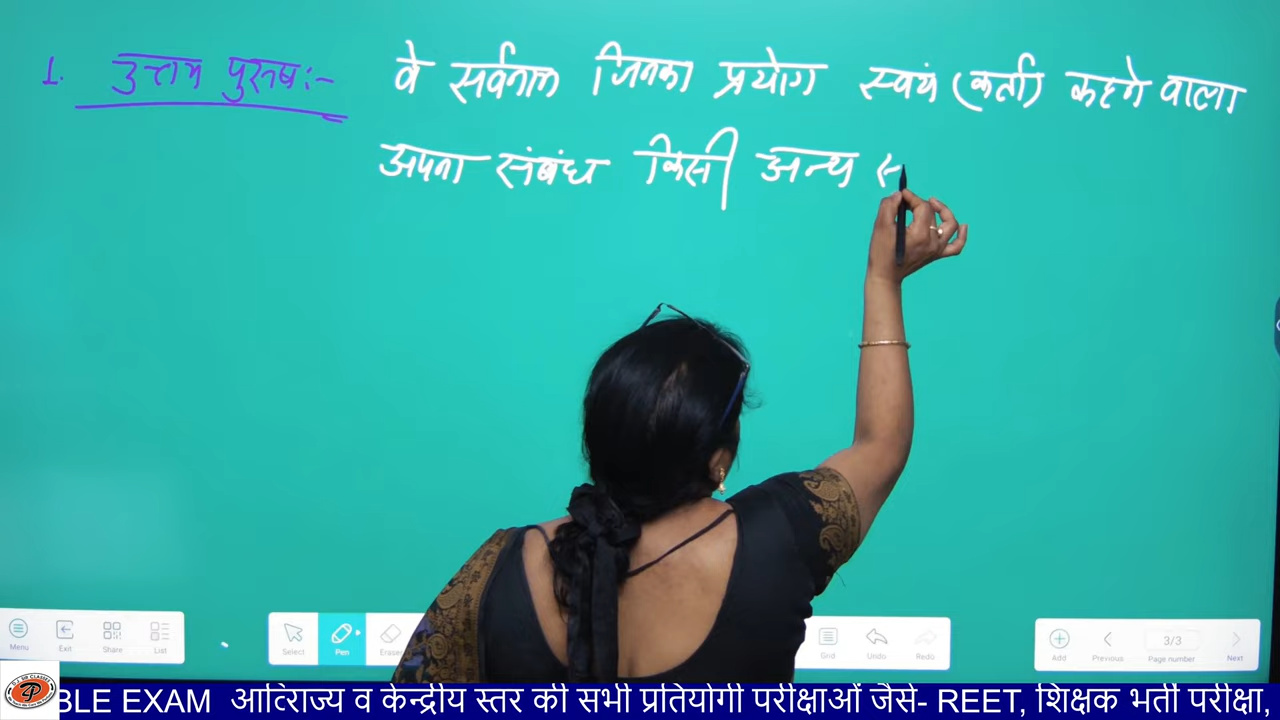 1. उत्तम पुरुष:- वे सर्वनाम जिनका प्रयोग स्वयं (कर्ता) कहने वाला
अपना संबंध किसी अन्य स
Menu Exit Share List Select Pen Eraser Grid Undo Redo Add Previous 3/3 Page number Next
BLE EXAM आदि राज्य व केन्द्रीय स्तर की सभी प्रतियोगी परीक्षाओं जैसे- REET, शिक्षक भर्ती परीक्षा,